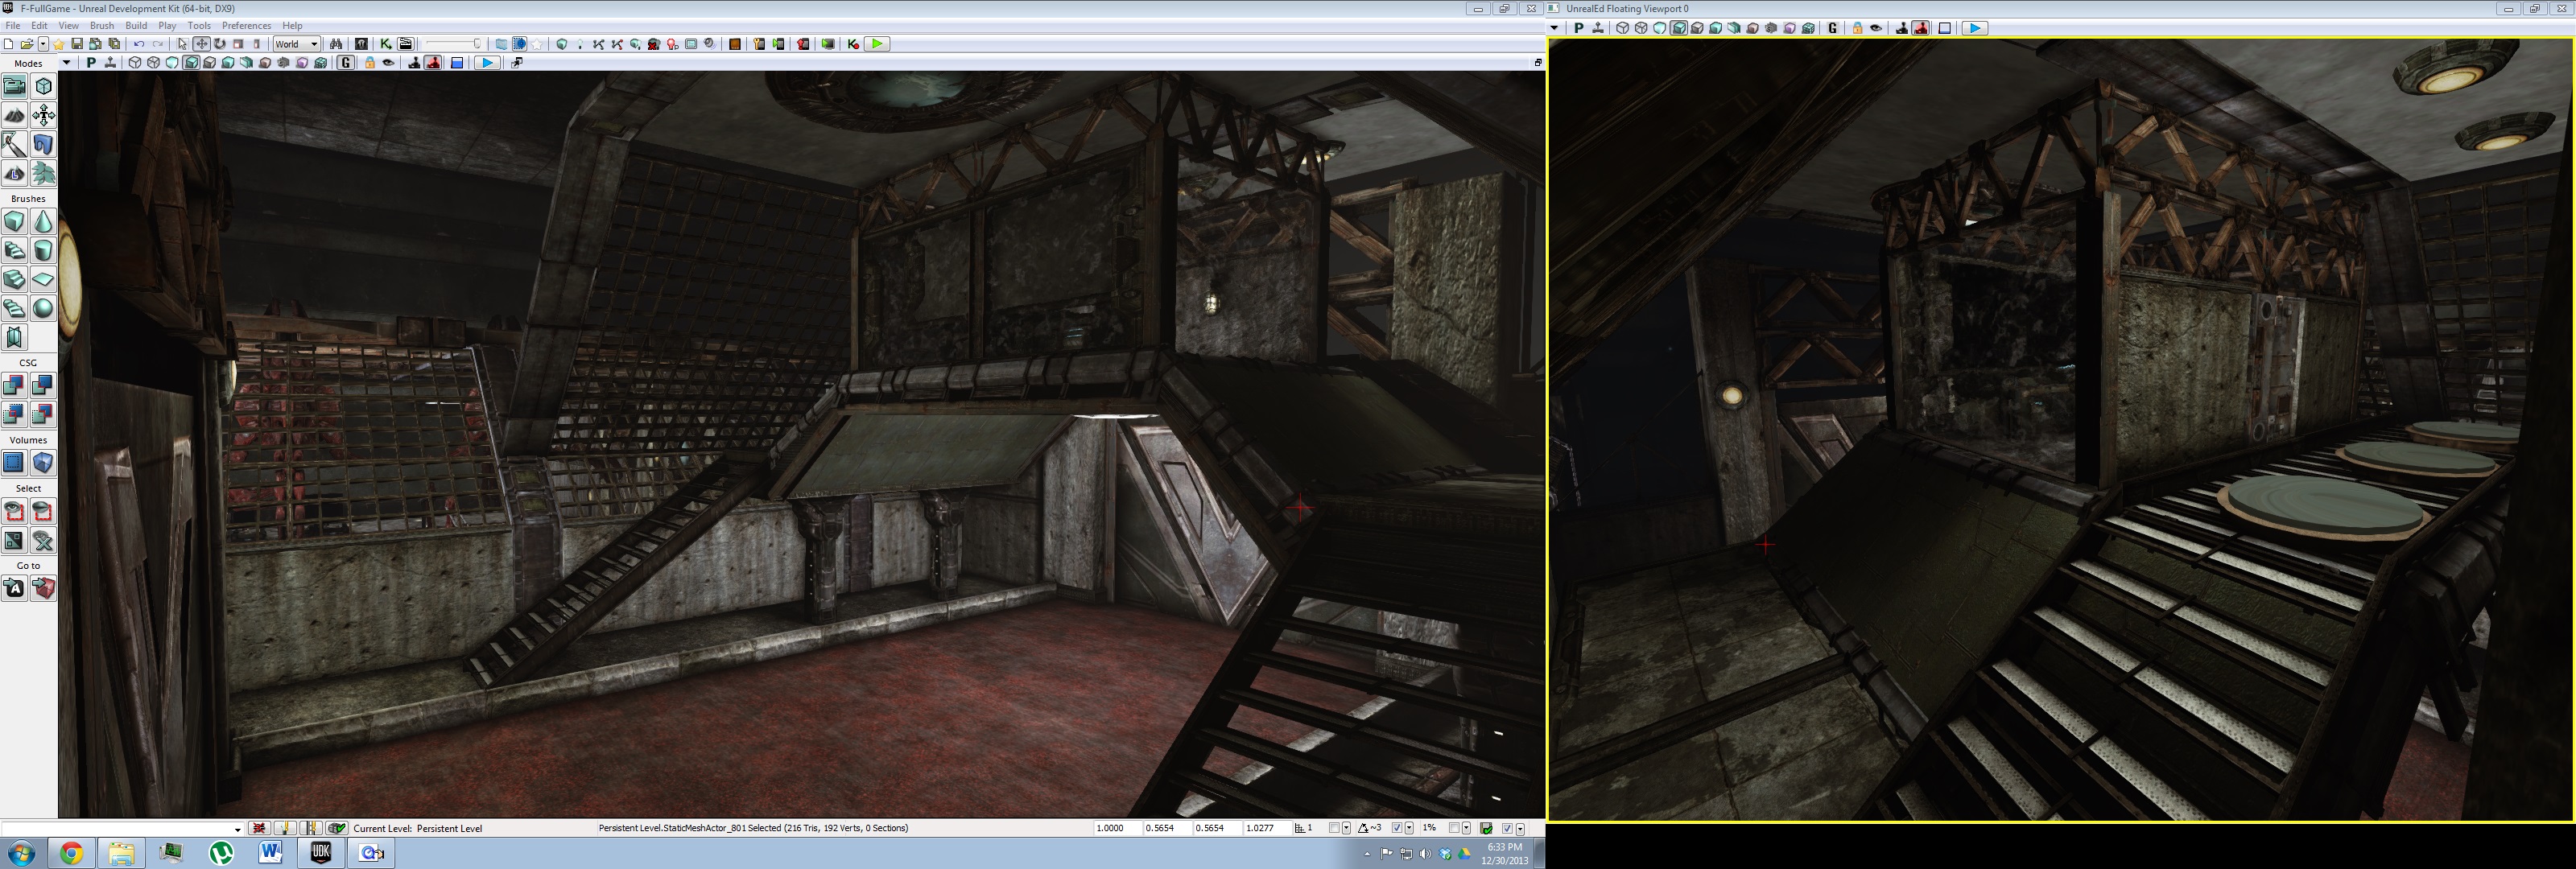 F-FullGame - Unreal Development Kit (64-bit, DX9)
UnrealEd Floating Viewport 0
File Edit View Brush Build Play Tools Preferences Help
World
Modes
Brushes
CSG
Volumes
Select
Go to
Current Level: Persistent Level
Persistent Level.StaticMeshActor_801 Selected (216 Tris, 192 Verts, 0 Sections)
1.0000 0.5654 0.5654 1.0277 1 ~3 1%
UDK
6:33 PM
12/30/2013